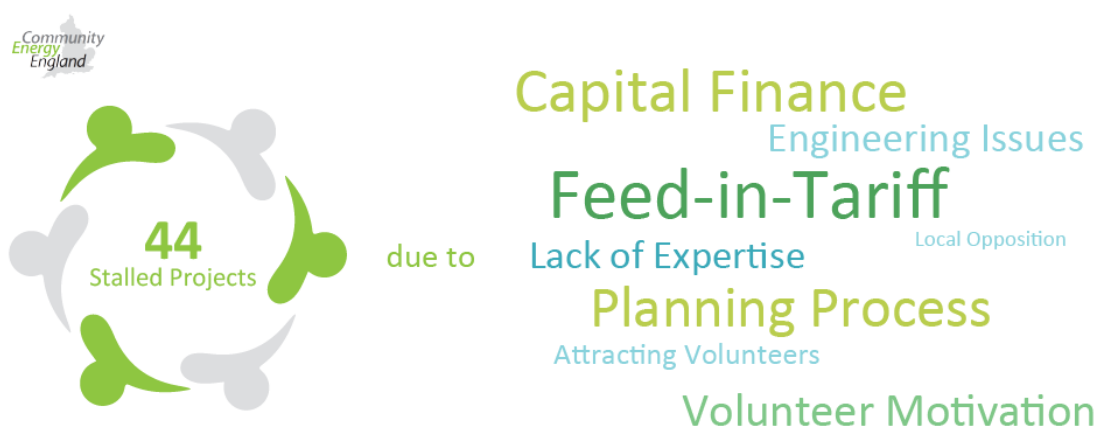 Community
Energy
England
44
Stalled Projects
due to
Capital Finance
Engineering Issues
Feed-in-Tariff
Local Opposition
Lack of Expertise
Planning Process
Attracting Volunteers
Volunteer Motivation